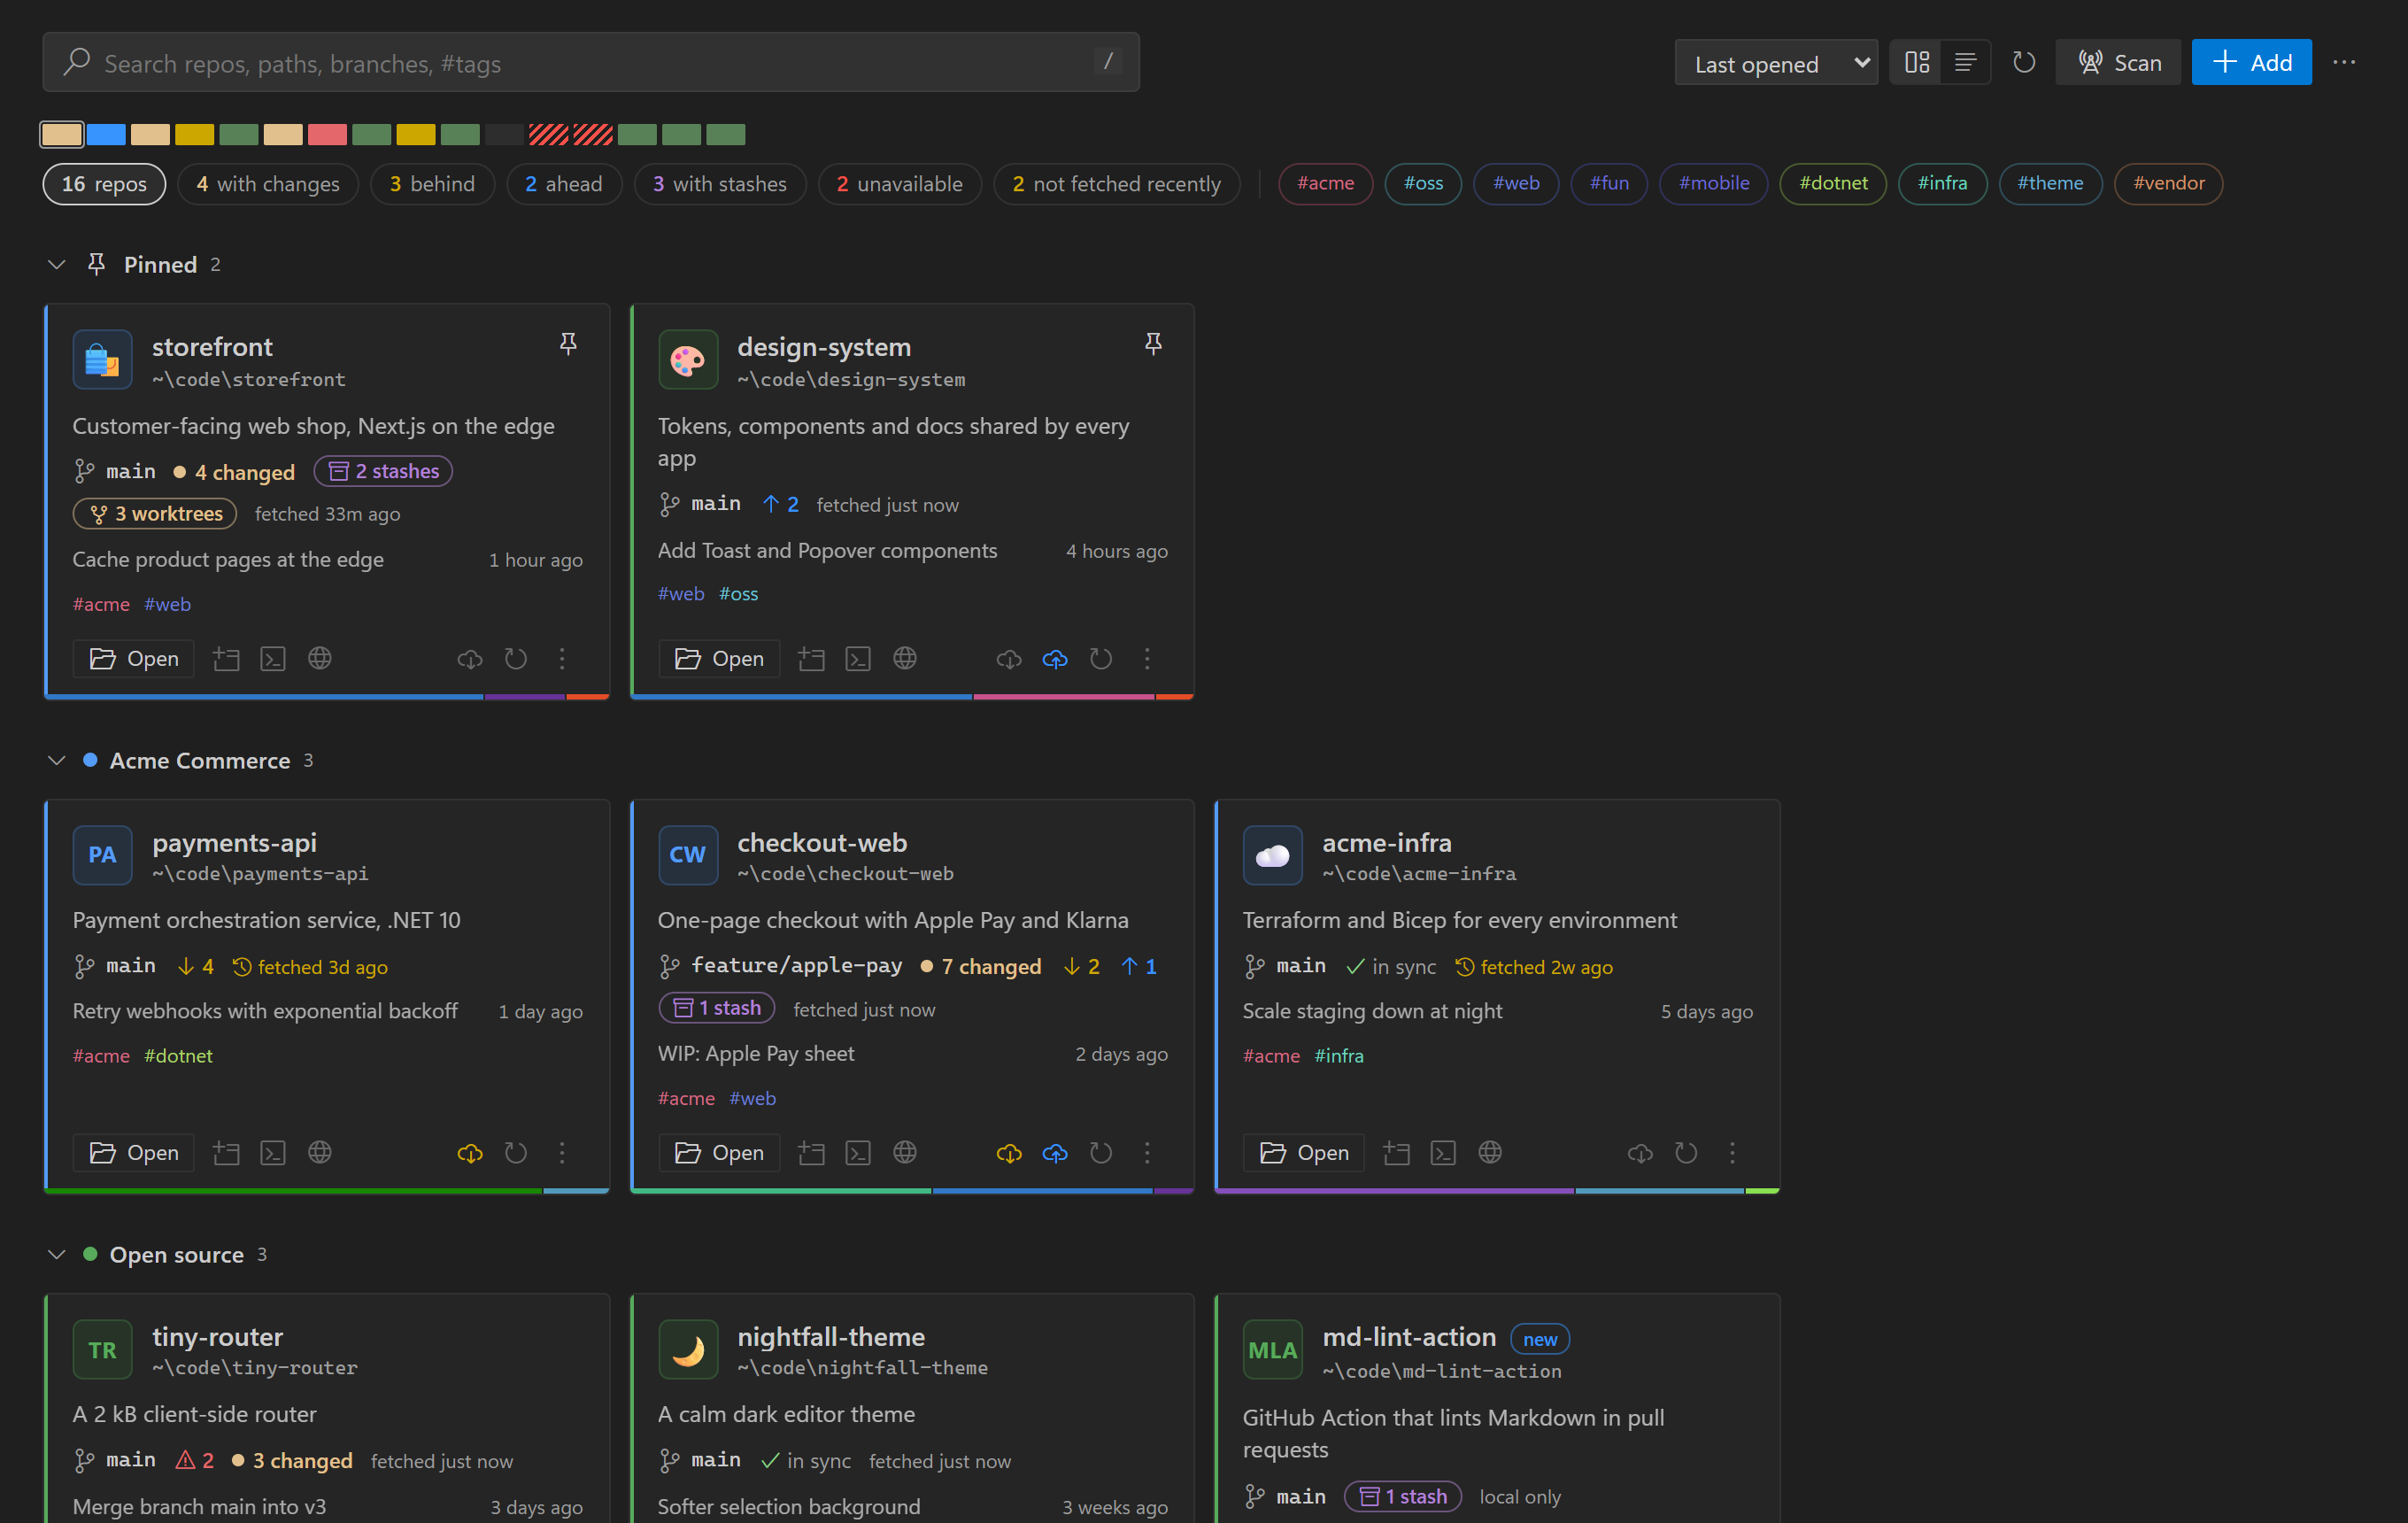 Search repos, paths, branches, #tags /
Last opened
Scan
Add
16 repos
4 with changes
3 behind
2 ahead
3 with stashes
2 unavailable
2 not fetched recently
#acme
#oss
#web
#fun
#mobile
#dotnet
#infra
#theme
#vendor
Pinned 2
storefront
~\code\storefront
Customer-facing web shop, Next.js on the edge
main 4 changed 2 stashes
3 worktrees fetched 33m ago
Cache product pages at the edge 1 hour ago
#acme #web
Open
design-system
~\code\design-system
Tokens, components and docs shared by every
app
main ↑ 2 fetched just now
Add Toast and Popover components 4 hours ago
#web #oss
Open
Acme Commerce 3
PA
payments-api
~\code\payments-api
Payment orchestration service, .NET 10
main ↓ 4 fetched 3d ago
Retry webhooks with exponential backoff 1 day ago
#acme #dotnet
Open
CW
checkout-web
~\code\checkout-web
One-page checkout with Apple Pay and Klarna
feature/apple-pay 7 changed ↓ 2 ↑ 1
1 stash fetched just now
WIP: Apple Pay sheet 2 days ago
#acme #web
Open
acme-infra
~\code\acme-infra
Terraform and Bicep for every environment
main in sync fetched 2w ago
Scale staging down at night 5 days ago
#acme #infra
Open
Open source 3
TR
tiny-router
~\code\tiny-router
A 2 kB client-side router
main 2 3 changed fetched just now
Merge branch main into v3 3 days ago
nightfall-theme
~\code\nightfall-theme
A calm dark editor theme
main in sync fetched just now
Softer selection background 3 weeks ago
MLA
md-lint-action new
~\code\md-lint-action
GitHub Action that lints Markdown in pull
requests
main 1 stash local only